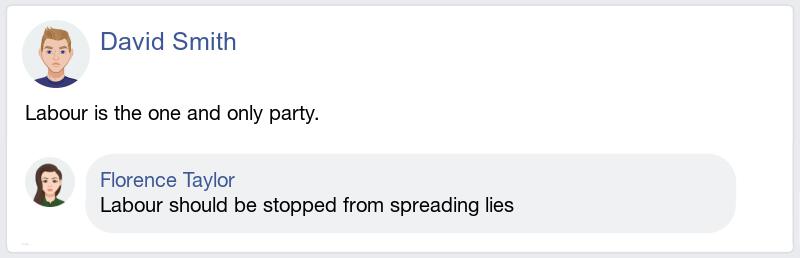 David Smith
Labour is the one and only party.
Florence Taylor
Labour should be stopped from spreading lies